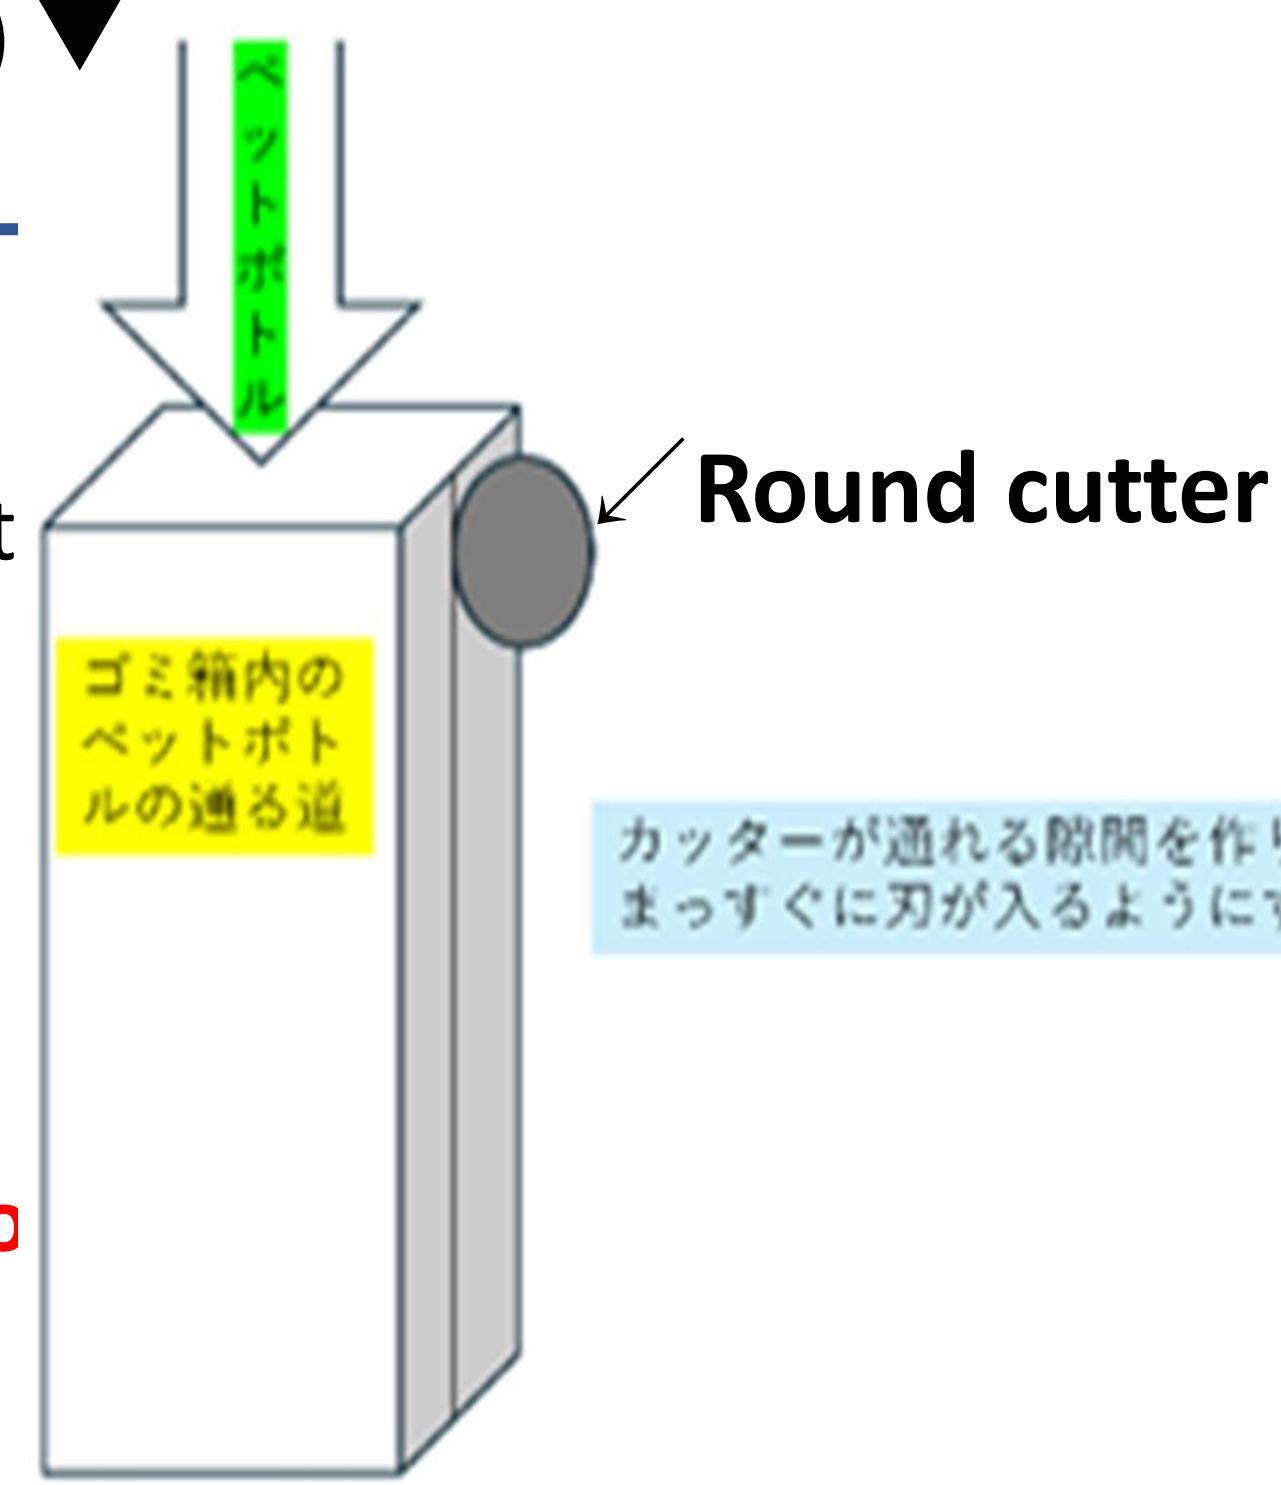 ペットボトル
Round cutter
ゴミ箱内の
ペットボト
ルの通る道
カッターが通れる隙間を作り
まっすぐに刃が入るようにす